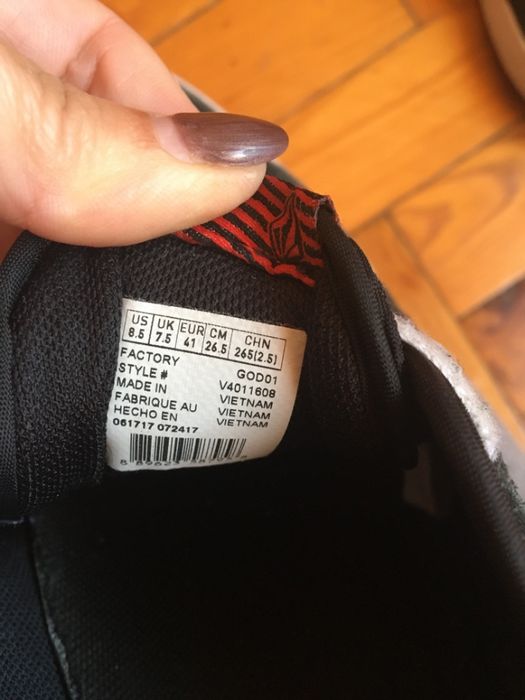 US UK EUR CM CHN
8.5 7.5 41 26.5 265(2.5)
FACTORY GOD01
STYLE # V4011608
MADE IN VIETNAM
FABRIQUE AU VIETNAM
HECHO EN VIETNAM
061717 072417